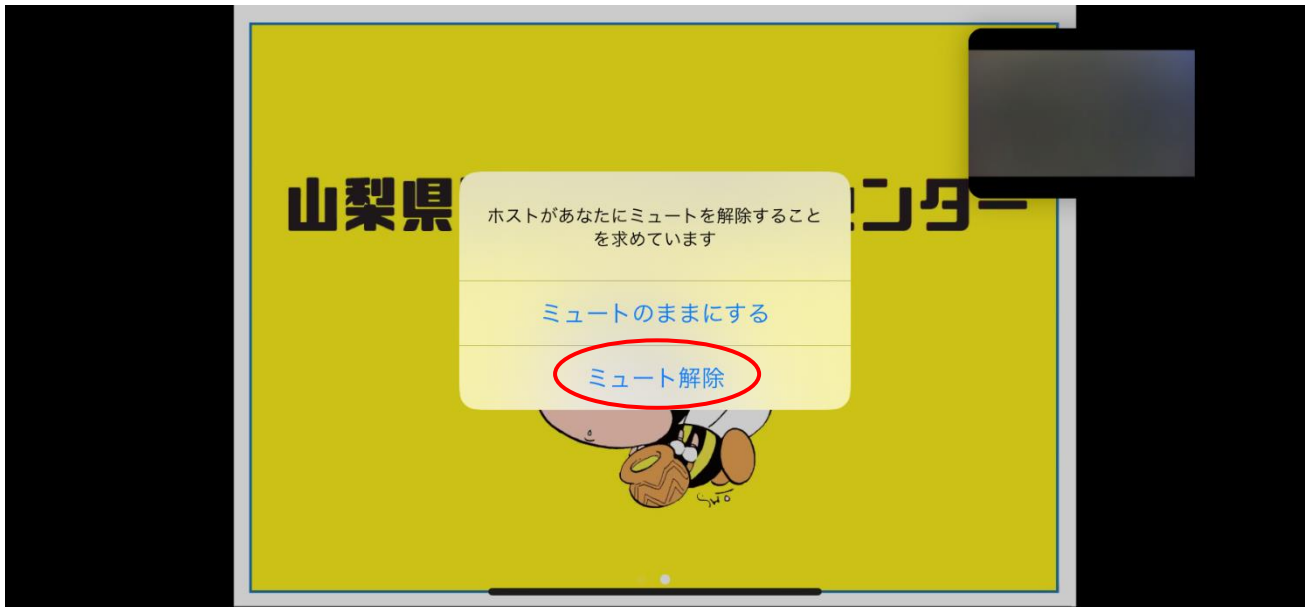 山梨県
ンター
ホストがあなたにミュートを解除すること
を求めています
ミュートのままにする
ミュート解除